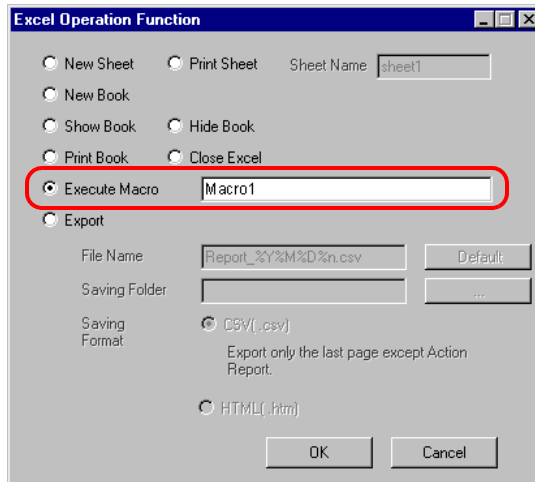 Excel Operation Function
New Sheet Print Sheet Sheet Name sheet1
New Book
Show Book Hide Book
Print Book Close Excel
Execute Macro Macro1
Export
File Name Report_%Y%M%D%n.csv Default
Saving Folder ...
Saving Format CSV( .csv)
Export only the last page except Action
Report.
HTML( .htm)
OK Cancel